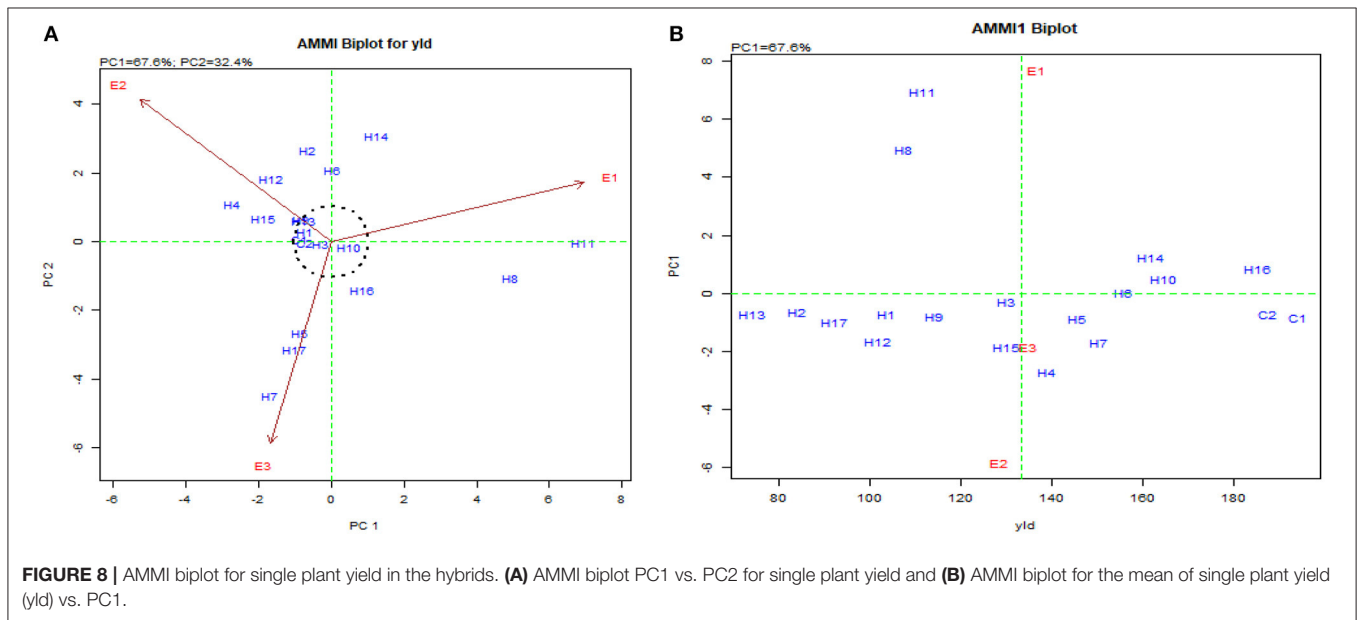 A
AMMI Biplot for yld
PC1=67.6%; PC2=32.4%
E2
H14
H2
H6
H12
E1
H4
H15
H13
H1
C2
H3
H10
H11
H8
H16
H5
H17
H7
E3
PC 2
4
2
0
-2
-4
-6
-6
-4
-2
0
2
4
6
8
PC 1
B
AMMI1 Biplot
PC1=67.6%
E1
H11
H8
H14
H16
H10
H6
H3
H13
H2
H17
H1
H9
H12
H15
E3
H5
H7
H4
C2
C1
E2
PC1
8
6
4
2
0
-2
-4
-6
80
100
120
140
160
180
yld
FIGURE 8 | AMMI biplot for single plant yield in the hybrids. (A) AMMI biplot PC1 vs. PC2 for single plant yield and (B) AMMI biplot for the mean of single plant yield
(yld) vs. PC1.